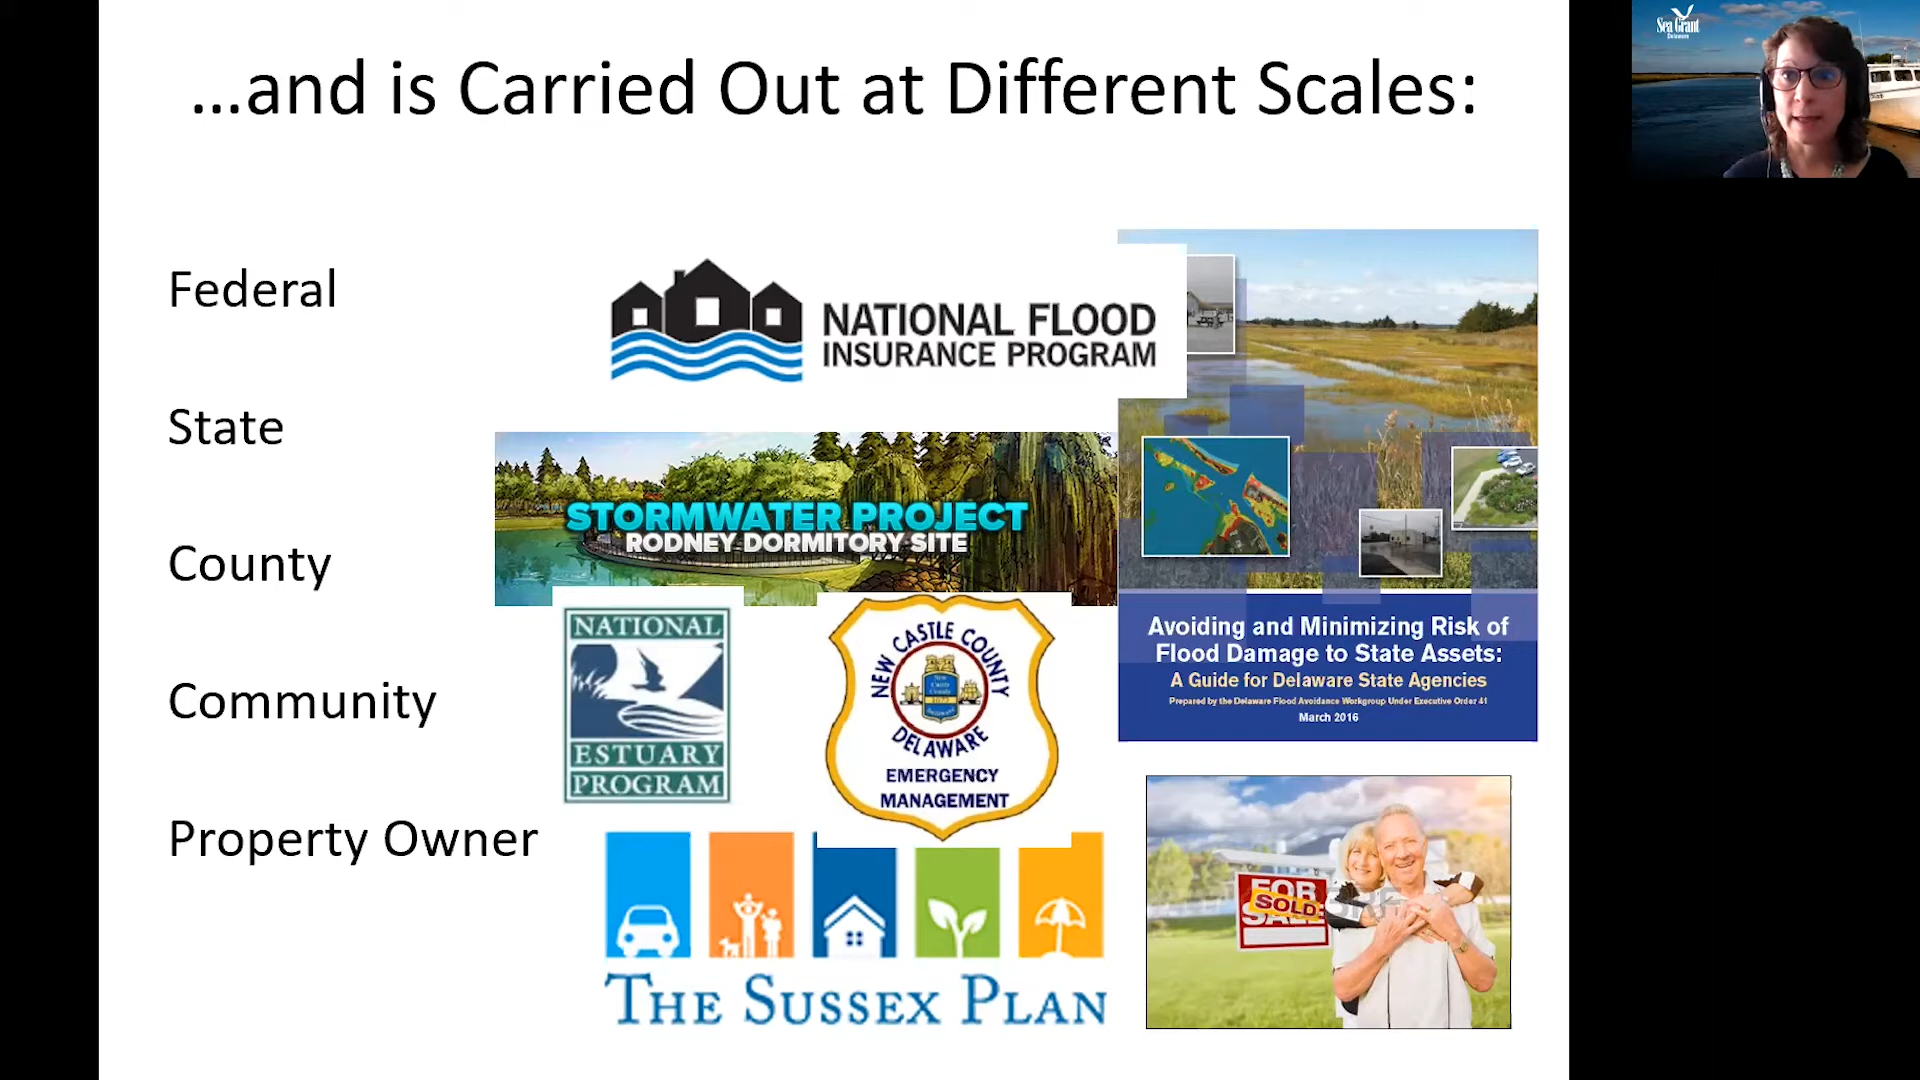 ...and is Carried Out at Different Scales:
Sea Grant
Delaware
Federal
State
County
Community
Property Owner
NATIONAL FLOOD
INSURANCE PROGRAM
STORMWATER PROJECT
RODNEY DORMITORY SITE
NATIONAL
ESTUARY
PROGRAM
NEW CASTLE COUNTY
DELAWARE
EMERGENCY
MANAGEMENT
Avoiding and Minimizing Risk of
Flood Damage to State Assets:
A Guide for Delaware State Agencies
Prepared by the Delaware Flood Avoidance Workgroup Under Executive Order 41
March 2016
FOR
SOLD
SALE
THE SUSSEX PLAN